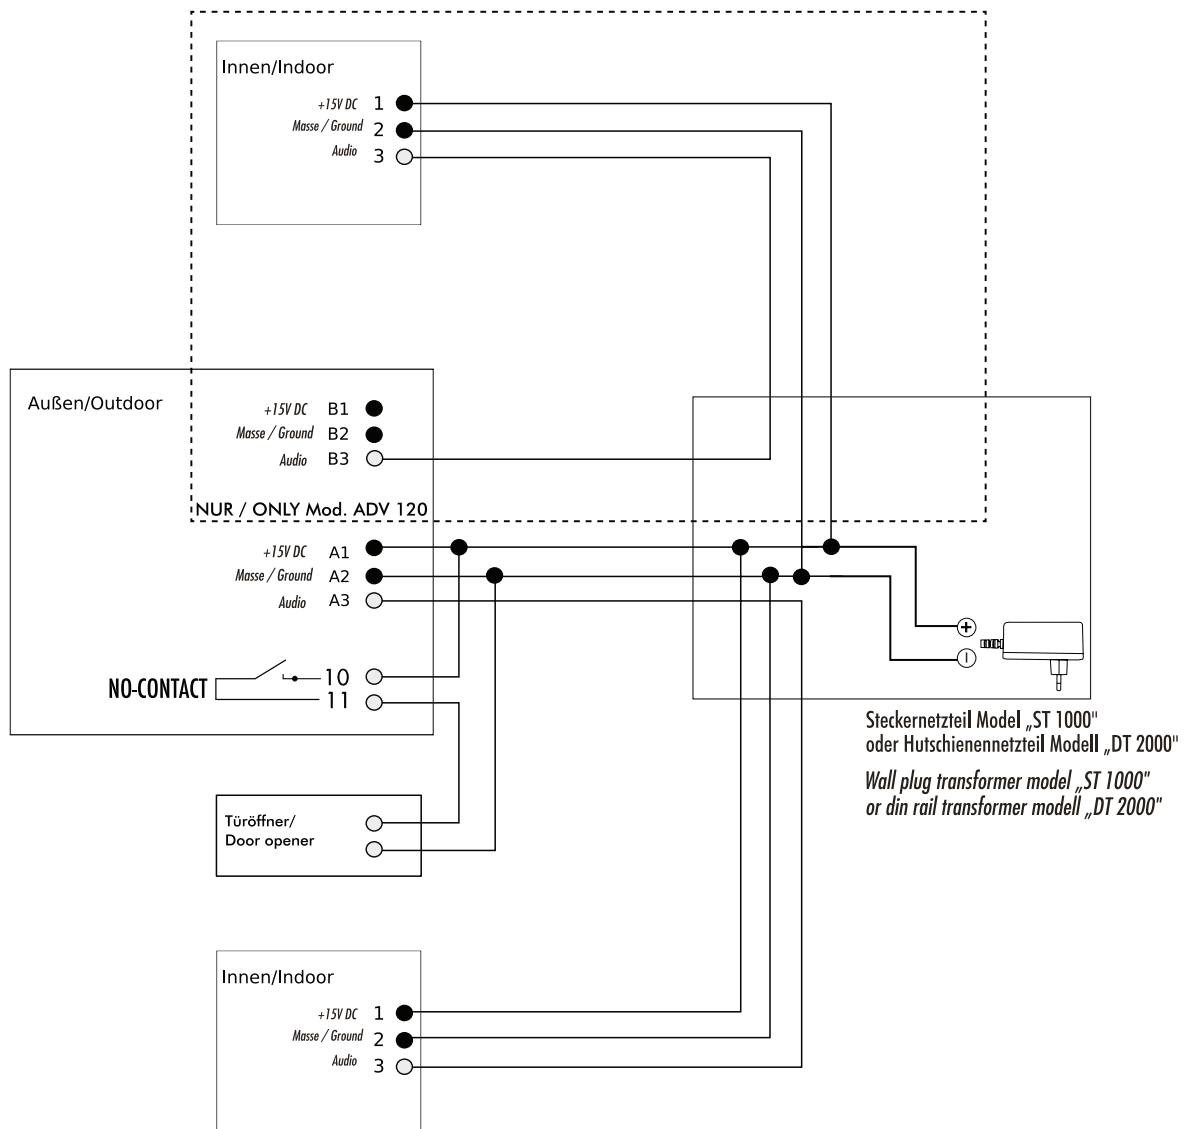 Innen/Indoor
+15V DC 1
Masse / Ground 2
Audio 3
Außen/Outdoor
+15V DC B1
Masse / Ground B2
Audio B3
NUR / ONLY Mod. ADV 120
+15V DC A1
Masse / Ground A2
Audio A3
+
−
NO-CONTACT
10
11
Steckernetzteil Model „ST 1000"
oder Hutschienennetzteil Modell „DT 2000"
Wall plug transformer model „ST 1000"
or din rail transformer modell „DT 2000"
Türöffner/
Door opener
Innen/Indoor
+15V DC 1
Masse / Ground 2
Audio 3